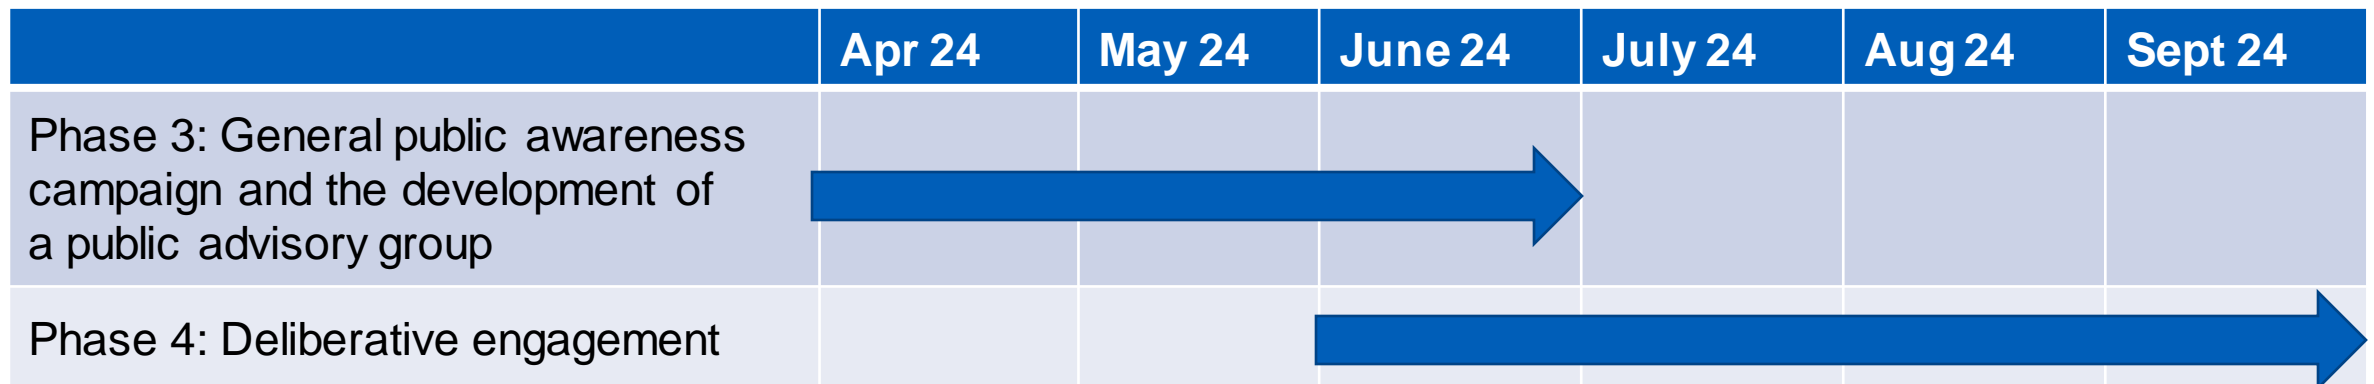 Apr 24 May 24 June 24 July 24 Aug 24 Sept 24
Phase 3: General public awareness
campaign and the development of
a public advisory group
Phase 4: Deliberative engagement